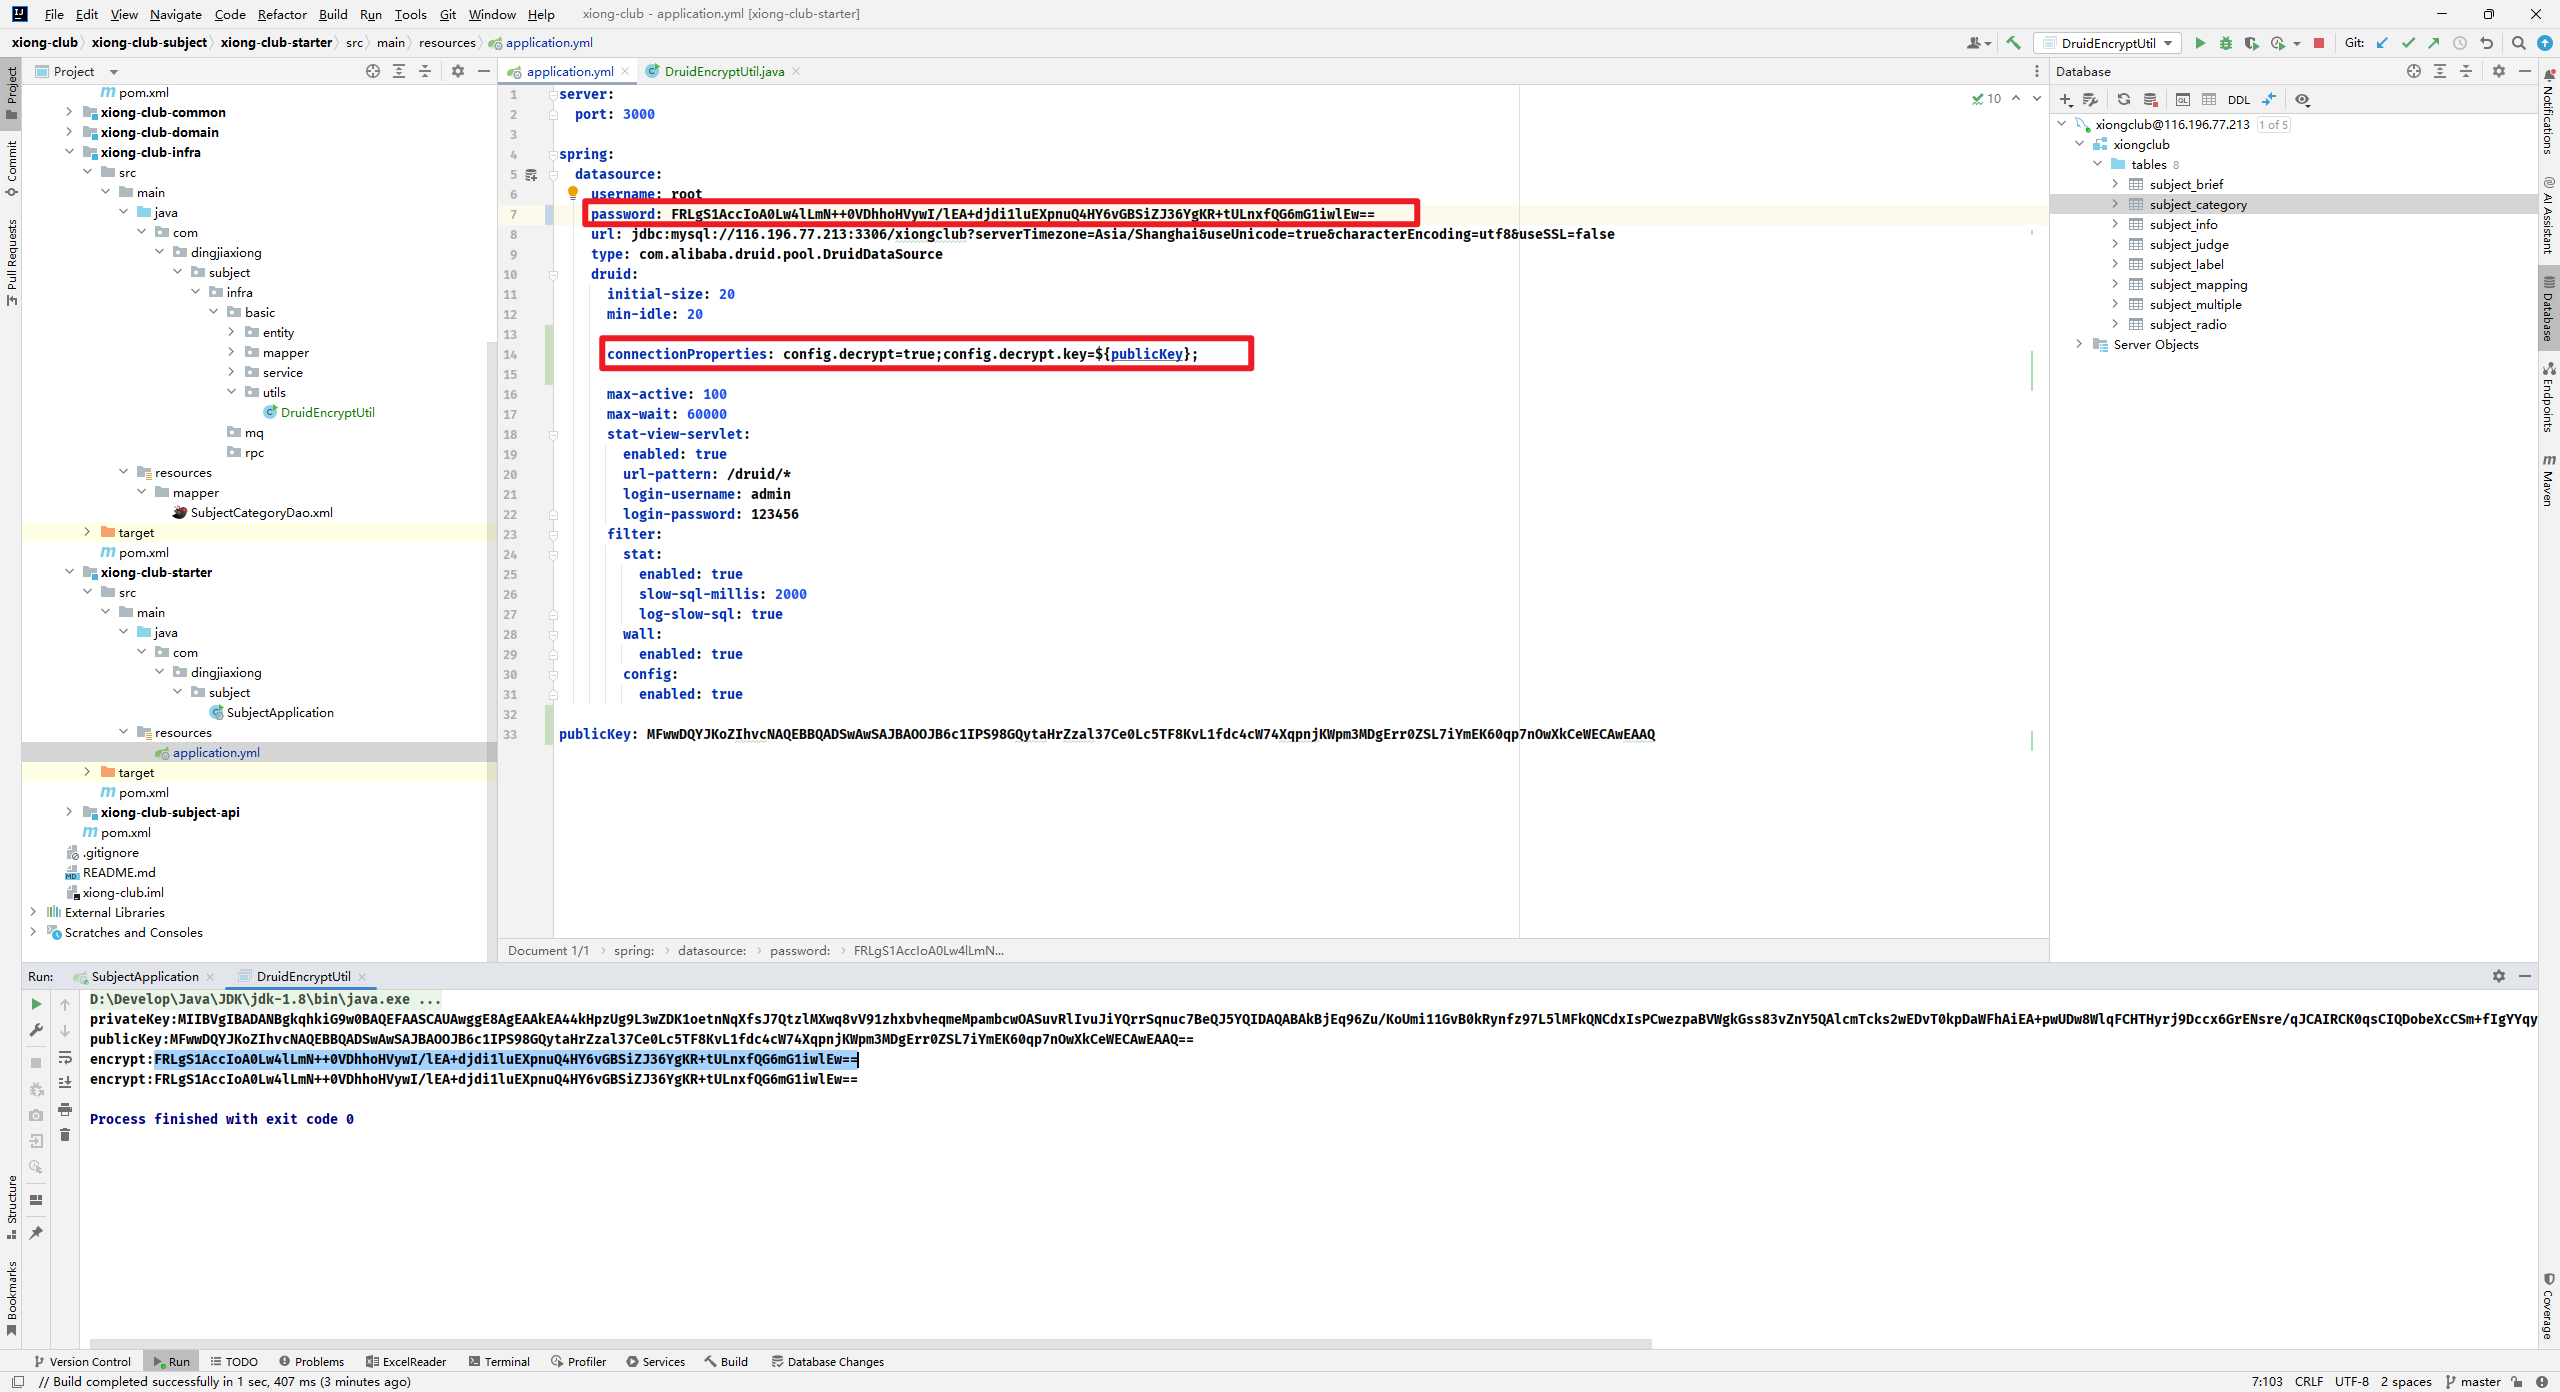 File Edit View Navigate Code Refactor Build Run Tools Git Window Help xiong-club - application.yml [xiong-club-starter]
xiong-club xiong-club-subject xiong-club-starter src main resources application.yml
DruidEncryptUtil
Git:
Project
pom.xml
xiong-club-common
xiong-club-domain
xiong-club-infra
src
main
java
com
dingjiaxiong
subject
infra
basic
entity
mapper
service
utils
DruidEncryptUtil
mq
rpc
resources
mapper
SubjectCategoryDao.xml
target
pom.xml
xiong-club-starter
src
main
java
com
dingjiaxiong
subject
SubjectApplication
resources
application.yml
target
pom.xml
xiong-club-subject-api
pom.xml
.gitignore
README.md
xiong-club.iml
External Libraries
Scratches and Consoles
Project
Commit
Pull Requests
Structure
Bookmarks
application.yml
DruidEncryptUtil.java
10
1 server:
2 port: 3000
3
4 spring:
5 datasource:
6 username: root
7 password: FRLgS1AccIoA0Lw4lLmN++0VDhhoHVywI/lEA+djdi1luEXpnuQ4HY6vGBSiZJ36YgKR+tULnxfQG6mG1iwlEw==
8 url: jdbc:mysql://116.196.77.213:3306/xiongclub?serverTimezone=Asia/Shanghai&useUnicode=true&characterEncoding=utf8&useSSL=false
9 type: com.alibaba.druid.pool.DruidDataSource
10 druid:
11 initial-size: 20
12 min-idle: 20
13
14 connectionProperties: config.decrypt=true;config.decrypt.key=${publicKey};
15
16 max-active: 100
17 max-wait: 60000
18 stat-view-servlet:
19 enabled: true
20 url-pattern: /druid/*
21 login-username: admin
22 login-password: 123456
23 filter:
24 stat:
25 enabled: true
26 slow-sql-millis: 2000
27 log-slow-sql: true
28 wall:
29 enabled: true
30 config:
31 enabled: true
32
33 publicKey: MFwwDQYJKoZIhvcNAQEBBQADSwAwSAJBAOOJB6c1IPS98GQytaHrZzal37Ce0Lc5TF8KvL1fdc4cW74XqpnjKWpm3MDgErr0ZSL7iYmEK60qp7nOwXkCeWECAwEAAQ
Document 1/1 spring: datasource: password: FRLgS1AccIoA0Lw4lLmN...
Database
DDL
xiongclub@116.196.77.213 1 of 5
xiongclub
tables 8
subject_brief
subject_category
subject_info
subject_judge
subject_label
subject_mapping
subject_multiple
subject_radio
Server Objects
Notifications
AI Assistant
Database
Endpoints
m Maven
Coverage
Run: SubjectApplication DruidEncryptUtil
D:\Develop\Java\JDK\jdk-1.8\bin\java.exe ...
privateKey:MIIBVgIBADANBgkqhkiG9w0BAQEFAASCAUAwggE8AgEAAkEA44kHpzUg9L3wZDK1oetnNqXfsJ7QtzlMXwq8vV91zhxbvheqmeMpambcwOASuvRlIvuJiYQrrSqnuc7BeQJ5YQIDAQABAkBjEq96Zu/KoUmi11GvB0kRynfz97L5lMFkQNCdxIsPCwezpaBVWgkGss83vZnY5QAlcmTcks2wEDvT0kpDaWFhAiEA+pwUDw8WlqFCHTHyrj9Dccx6GrENsre/qJCAIRCK0qsCIQDobeXcCSm+fIgYYqy
publicKey:MFwwDQYJKoZIhvcNAQEBBQADSwAwSAJBAOOJB6c1IPS98GQytaHrZzal37Ce0Lc5TF8KvL1fdc4cW74XqpnjKWpm3MDgErr0ZSL7iYmEK60qp7nOwXkCeWECAwEAAQ==
encrypt:FRLgS1AccIoA0Lw4lLmN++0VDhhoHVywI/lEA+djdi1luEXpnuQ4HY6vGBSiZJ36YgKR+tULnxfQG6mG1iwlEw==
encrypt:FRLgS1AccIoA0Lw4lLmN++0VDhhoHVywI/lEA+djdi1luEXpnuQ4HY6vGBSiZJ36YgKR+tULnxfQG6mG1iwlEw==
Process finished with exit code 0
Version Control Run TODO Problems ExcelReader Terminal Profiler Services Build Database Changes
// Build completed successfully in 1 sec, 407 ms (3 minutes ago)
7:103 CRLF UTF-8 2 spaces master